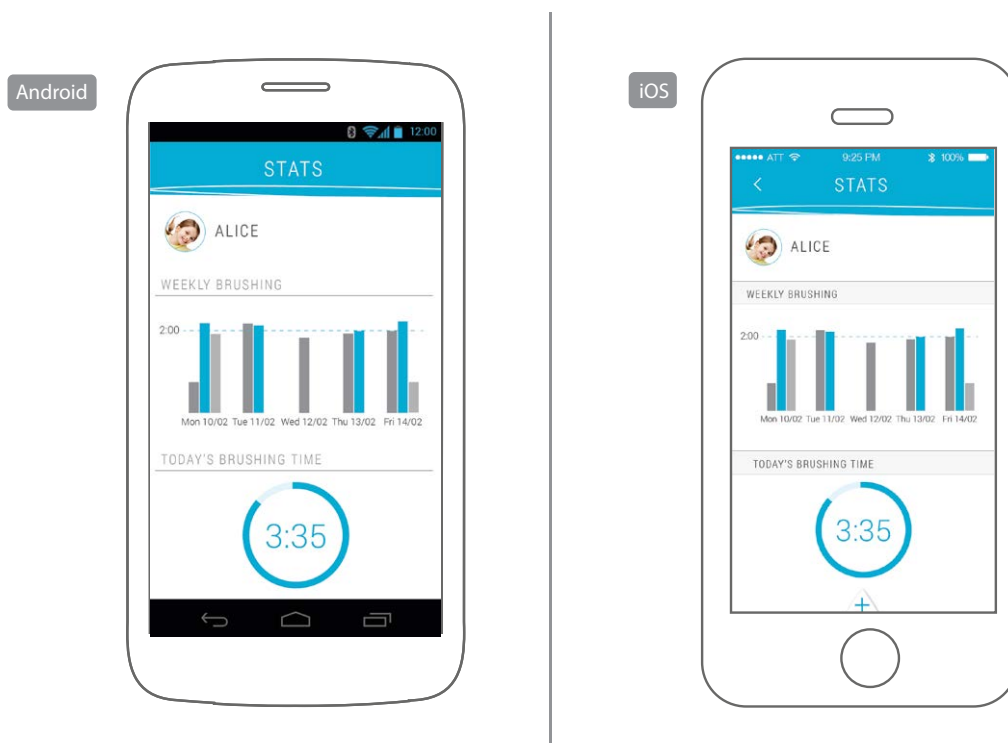 Android
12:00
STATS
ALICE
WEEKLY BRUSHING
2:00
Mon 10/02 Tue 11/02 Wed 12/02 Thu 13/02 Fri 14/02
TODAY'S BRUSHING TIME
3:35
iOS
ATT 9:25 PM 100%
STATS
ALICE
WEEKLY BRUSHING
2:00
Mon 10/02 Tue 11/02 Wed 12/02 Thu 13/02 Fri 14/02
TODAY'S BRUSHING TIME
3:35
+